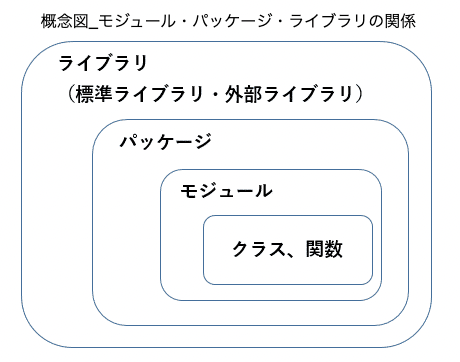 概念図_モジュール・パッケージ・ライブラリの関係
ライブラリ
（標準ライブラリ・外部ライブラリ）
パッケージ
モジュール
クラス、関数